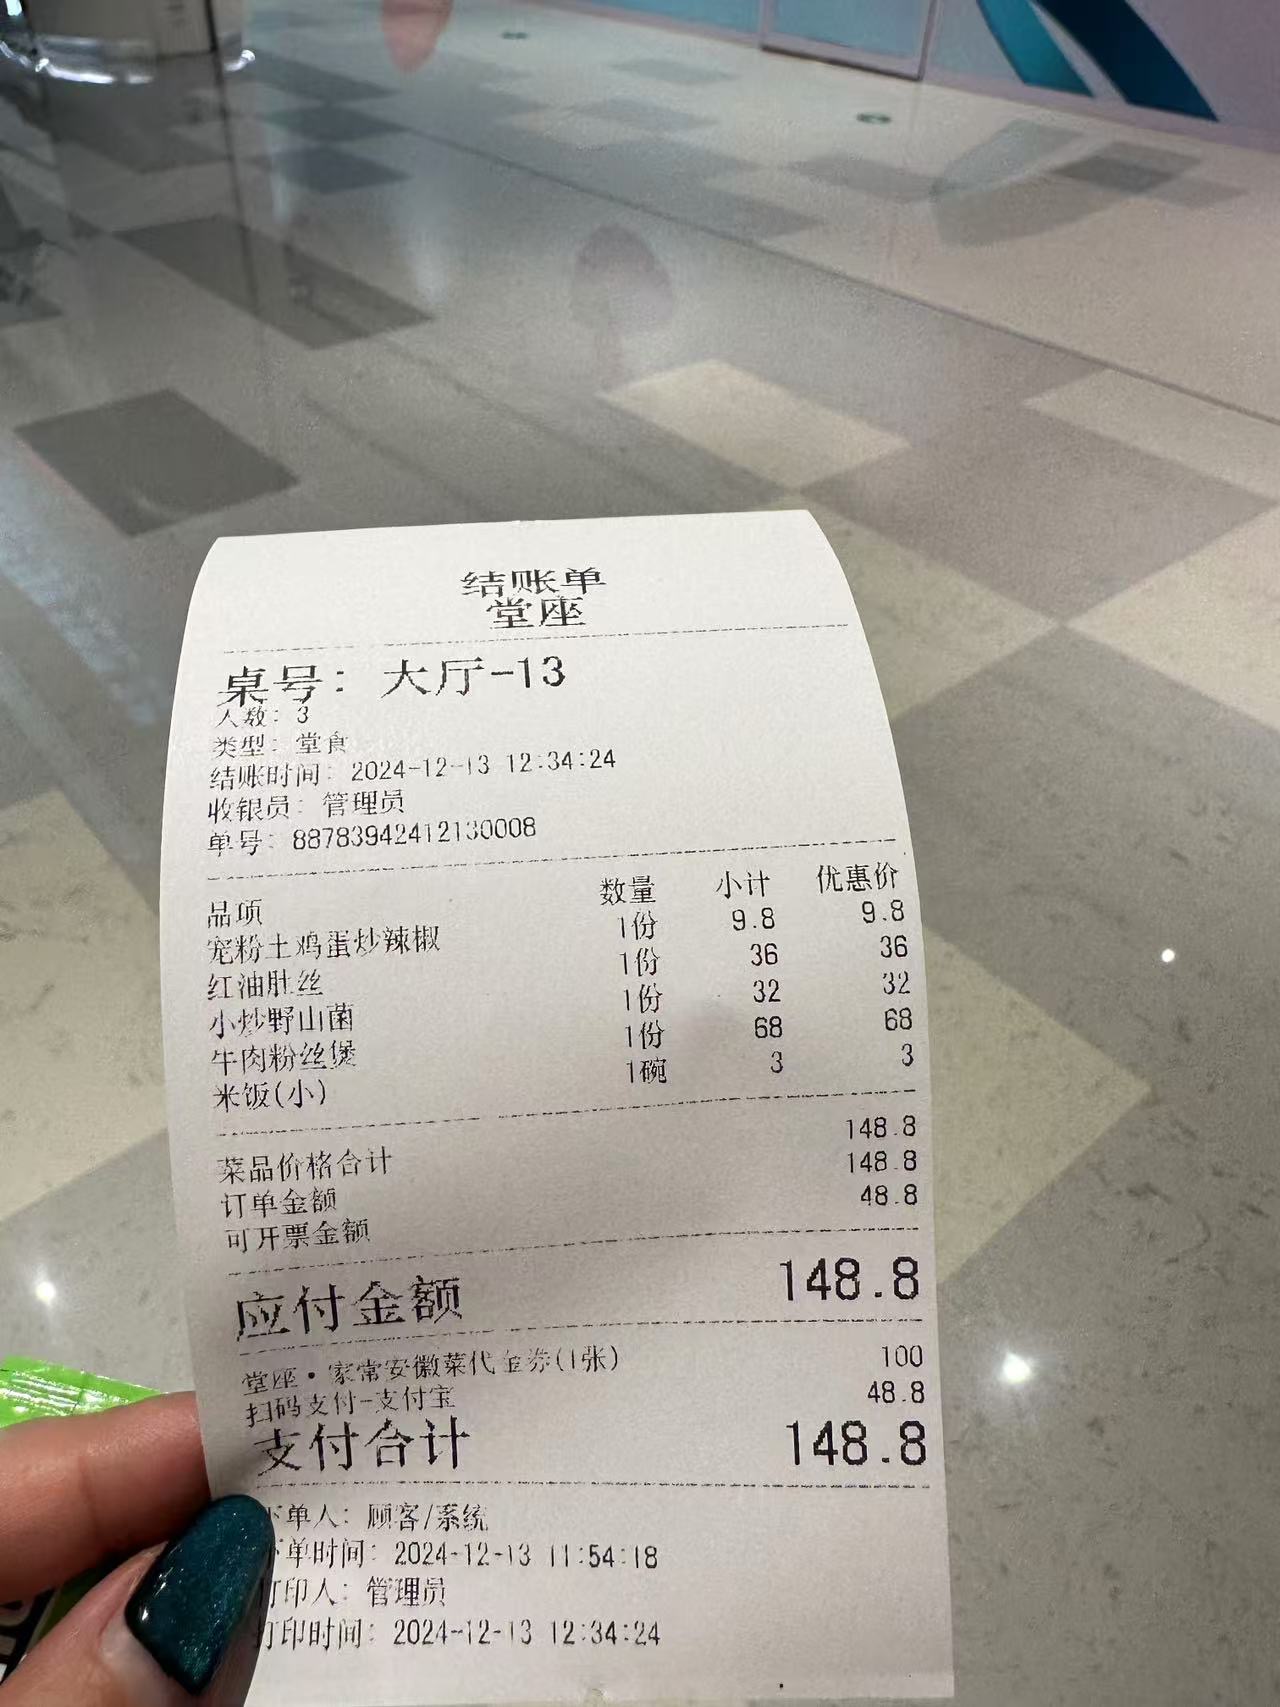 结账单
堂座
桌号: 大厅-13
人数: 3
类型: 堂食
结账时间: 2024-12-13 12:34:24
收银员: 管理员
单号: 88783942412130008
品项 数量 小计 优惠价
宠粉土鸡蛋炒辣椒 1份 9.8 9.8
红油肚丝 1份 36 36
小炒野山菌 1份 32 32
牛肉粉丝煲 1份 68 68
米饭(小) 1碗 3 3
菜品价格合计 148.8
订单金额 148.8
可开票金额 48.8
应付金额 148.8
堂座·家常安徽菜代金券(1张) 100
扫码支付-支付宝 48.8
支付合计 148.8
下单人: 顾客/系统
下单时间: 2024-12-13 11:54:18
打印人: 管理员
打印时间: 2024-12-13 12:34:24